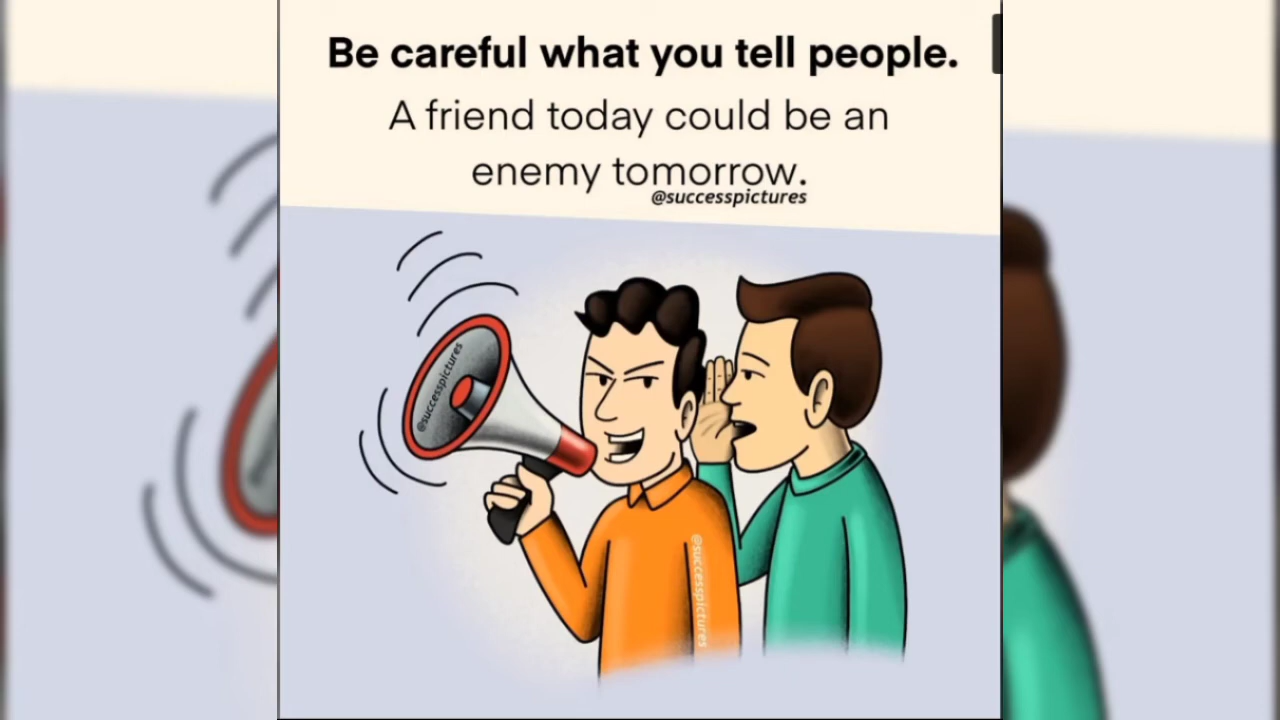 Be careful what you tell people.
A friend today could be an
enemy tomorrow.
@successpictures
@successpictures
@successpictures